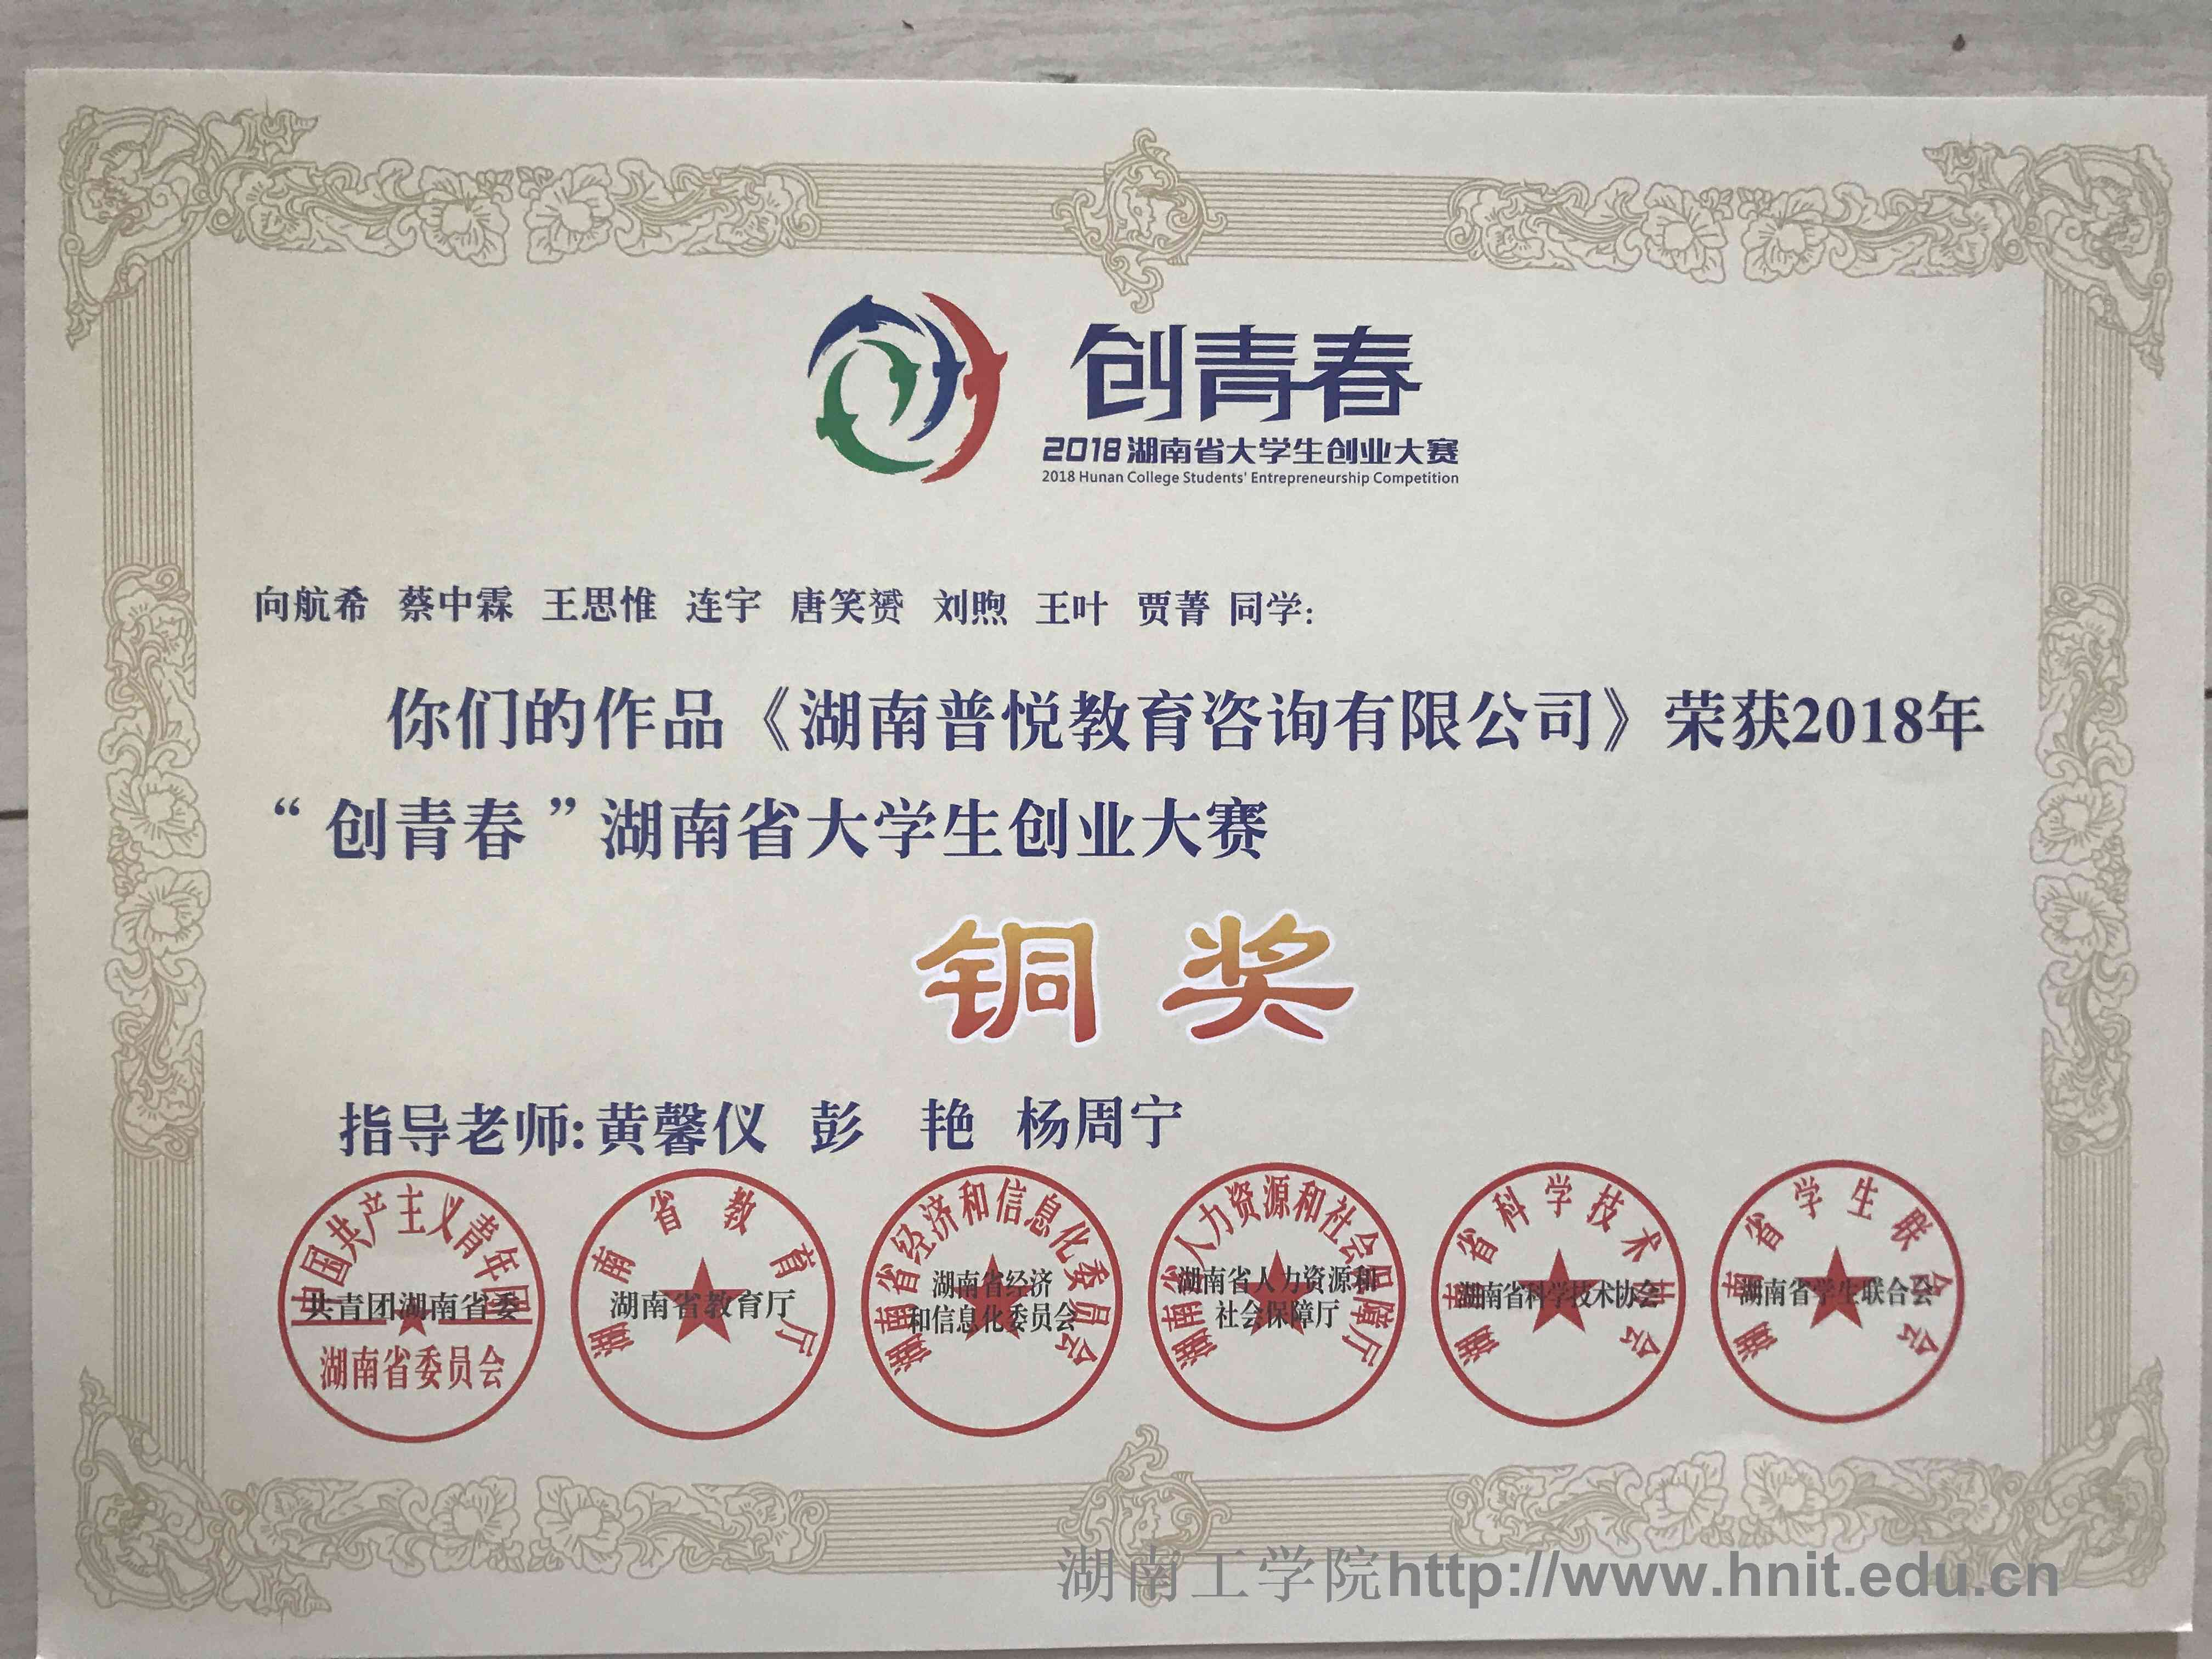 创青春
2018湖南省大学生创业大赛
2018 Hunan College Students' Entrepreneurship Competition
向航希 蔡中霖 王思惟 连宇 唐笑赟 刘煦 王叶 贾菁 同学:
你们的作品《湖南普悦教育咨询有限公司》荣获2018年
“创青春”湖南省大学生创业大赛
铜奖
指导老师:黄馨仪 彭 艳 杨周宁
中国共产主义青年团
共青团湖南省委
湖南省委员会
湖南省教育厅
湖南省教育厅
湖南省经济和信息化委员会
湖南省经济
和信息化委员会
湖南省人力资源和社会保障厅
湖南省人力资源和
社会保障厅
湖南省科学技术协会
湖南省科学技术协会
湖南省学生联合会
湖南省学生联合会
湖南工学院http://www.hnit.edu.cn